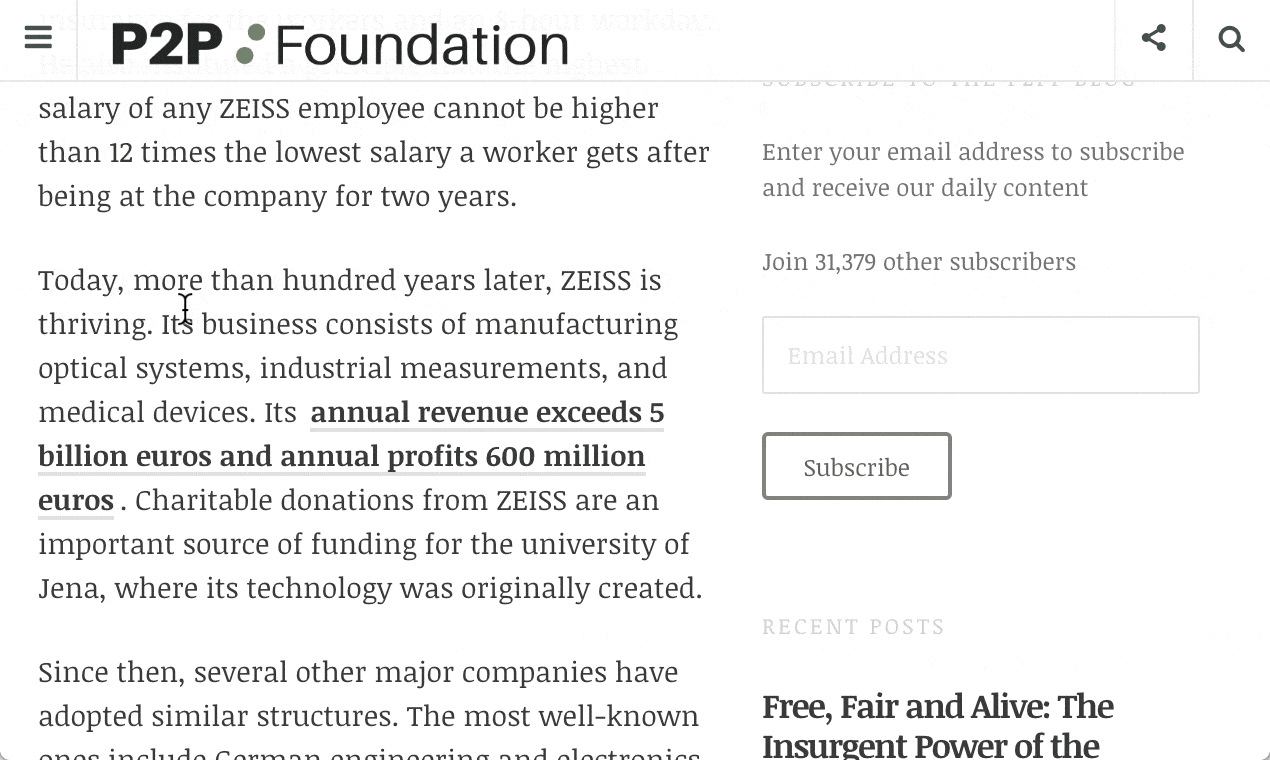 insurance for the workers and an 8-hour workday.
P2P Foundation
salary of any ZEISS employee cannot be higher
than 12 times the lowest salary a worker gets after
being at the company for two years.
Today, more than hundred years later, ZEISS is
thriving. Its business consists of manufacturing
optical systems, industrial measurements, and
medical devices. Its annual revenue exceeds 5
billion euros and annual profits 600 million
euros . Charitable donations from ZEISS are an
important source of funding for the university of
Jena, where its technology was originally created.
Since then, several other major companies have
adopted similar structures. The most well-known
ones include German engineering and electronics
SUBSCRIBE TO THE P2PF BLOG
Enter your email address to subscribe
and receive our daily content
Join 31,379 other subscribers
Email Address
Subscribe
RECENT POSTS
Free, Fair and Alive: The
Insurgent Power of the